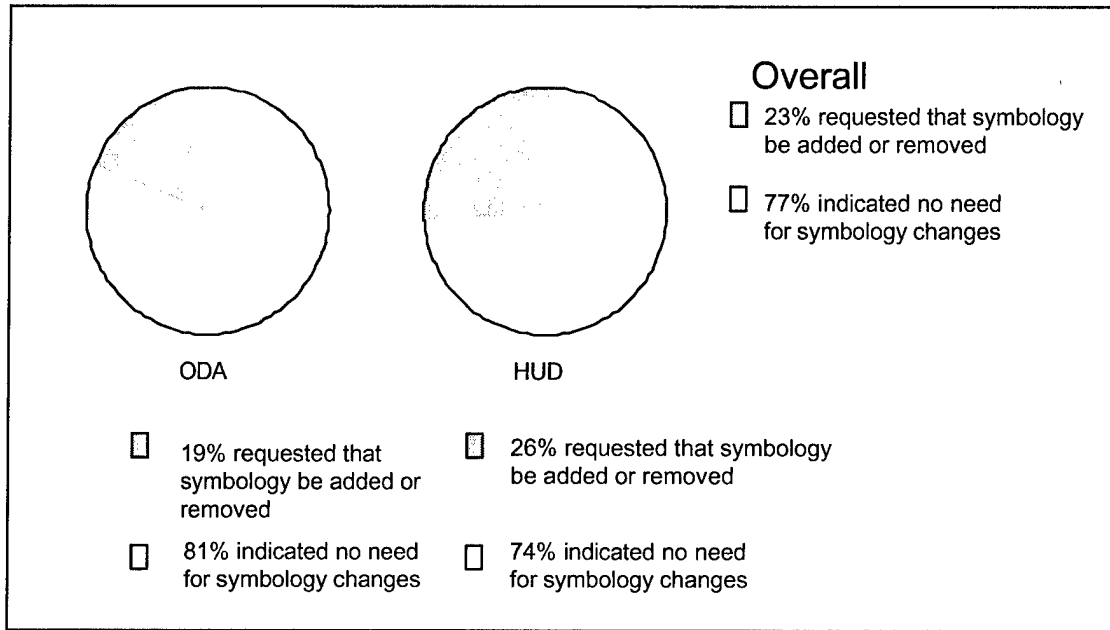 Overall
23% requested that symbology
be added or removed
77% indicated no need
for symbology changes
ODA
HUD
19% requested that
symbology be added or
removed
26% requested that symbology
be added or removed
81% indicated no need
for symbology changes
74% indicated no need
for symbology changes